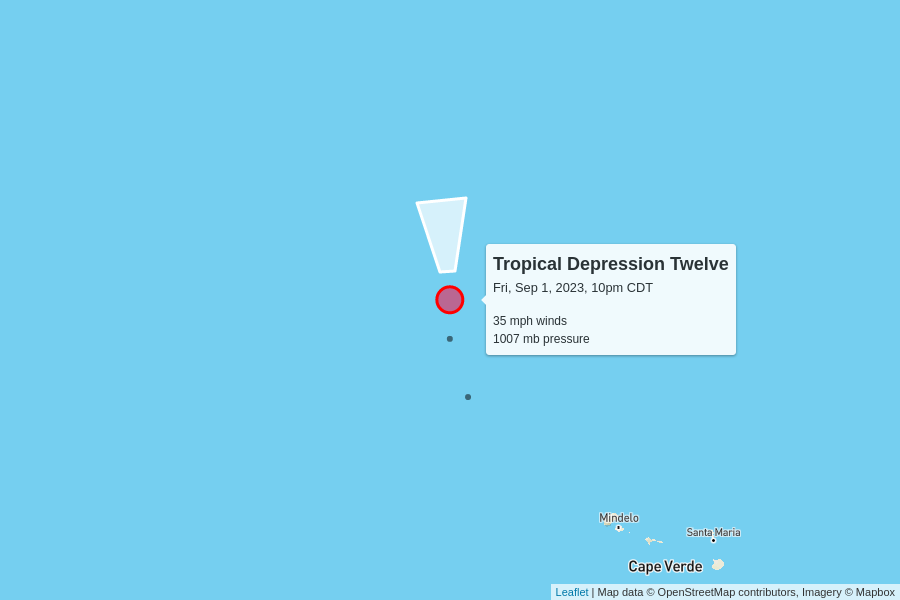 Tropical Depression Twelve
Fri, Sep 1, 2023, 10pm CDT
35 mph winds
1007 mb pressure
Mindelo
Santa Maria
Cape Verde
Leaflet | Map data © OpenStreetMap contributors, Imagery © Mapbox